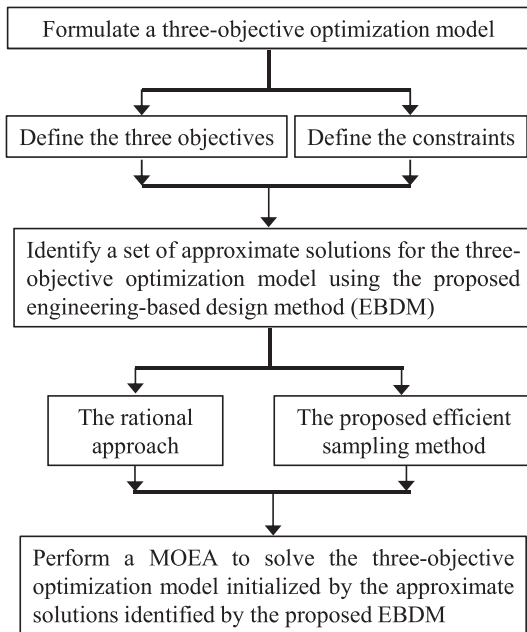 Formulate a three-objective optimization model
Define the three objectives
Define the constraints
Identify a set of approximate solutions for the three-
objective optimization model using the proposed
engineering-based design method (EBDM)
The rational
approach
The proposed efficient
sampling method
Perform a MOEA to solve the three-objective
optimization model initialized by the approximate
solutions identified by the proposed EBDM